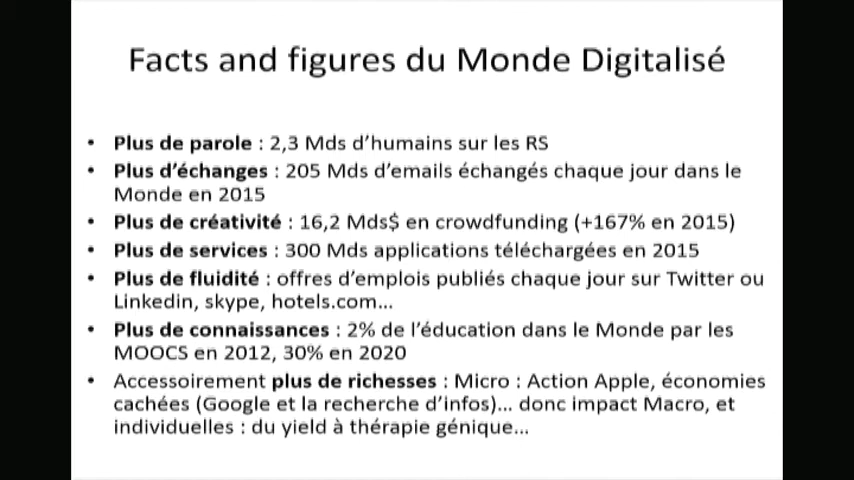 Facts and figures du Monde Digitalisé
• Plus de parole : 2,3 Mds d'humains sur les RS
• Plus d'échanges : 205 Mds d'emails échangés chaque jour dans le
Monde en 2015
• Plus de créativité : 16,2 Mds$ en crowdfunding (+167% en 2015)
• Plus de services : 300 Mds applications téléchargées en 2015
• Plus de fluidité : offres d'emplois publiés chaque jour sur Twitter ou
Linkedin, skype, hotels.com...
• Plus de connaissances : 2% de l'éducation dans le Monde par les
MOOCS en 2012, 30% en 2020
• Accessoirement plus de richesses : Micro : Action Apple, économies
cachées (Google et la recherche d'infos)... donc impact Macro, et
individuelles : du yield à thérapie génique...